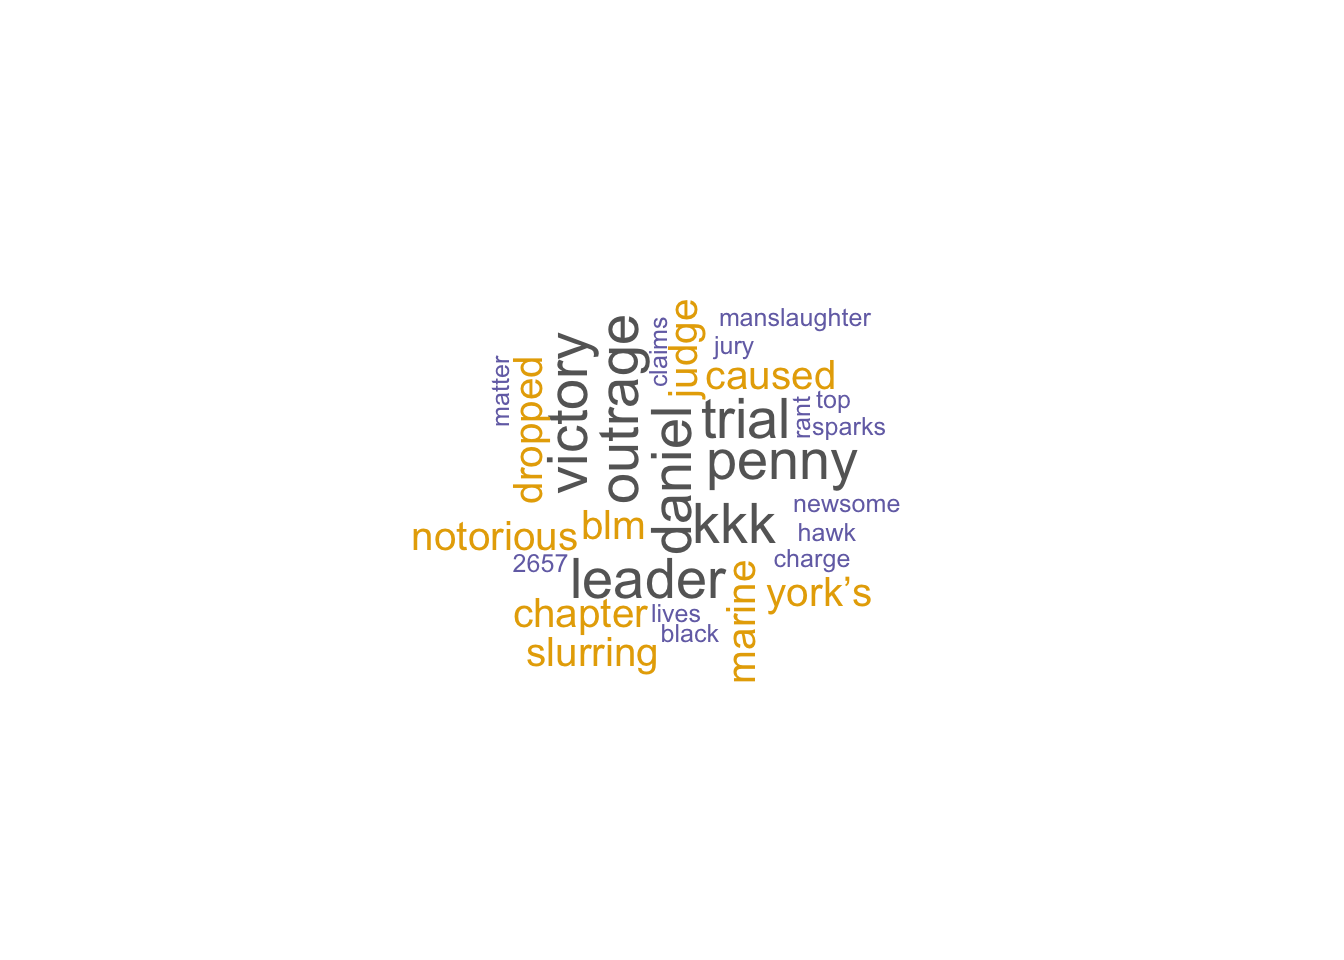 manslaughter
claims
judge
jury
outrage
victory
matter
dropped
caused
top
rant
trial
sparks
daniel
penny
newsome
kkk
blm
notorious
hawk
charge
2657
leader
marine
york’s
chapter
lives
black
slurring